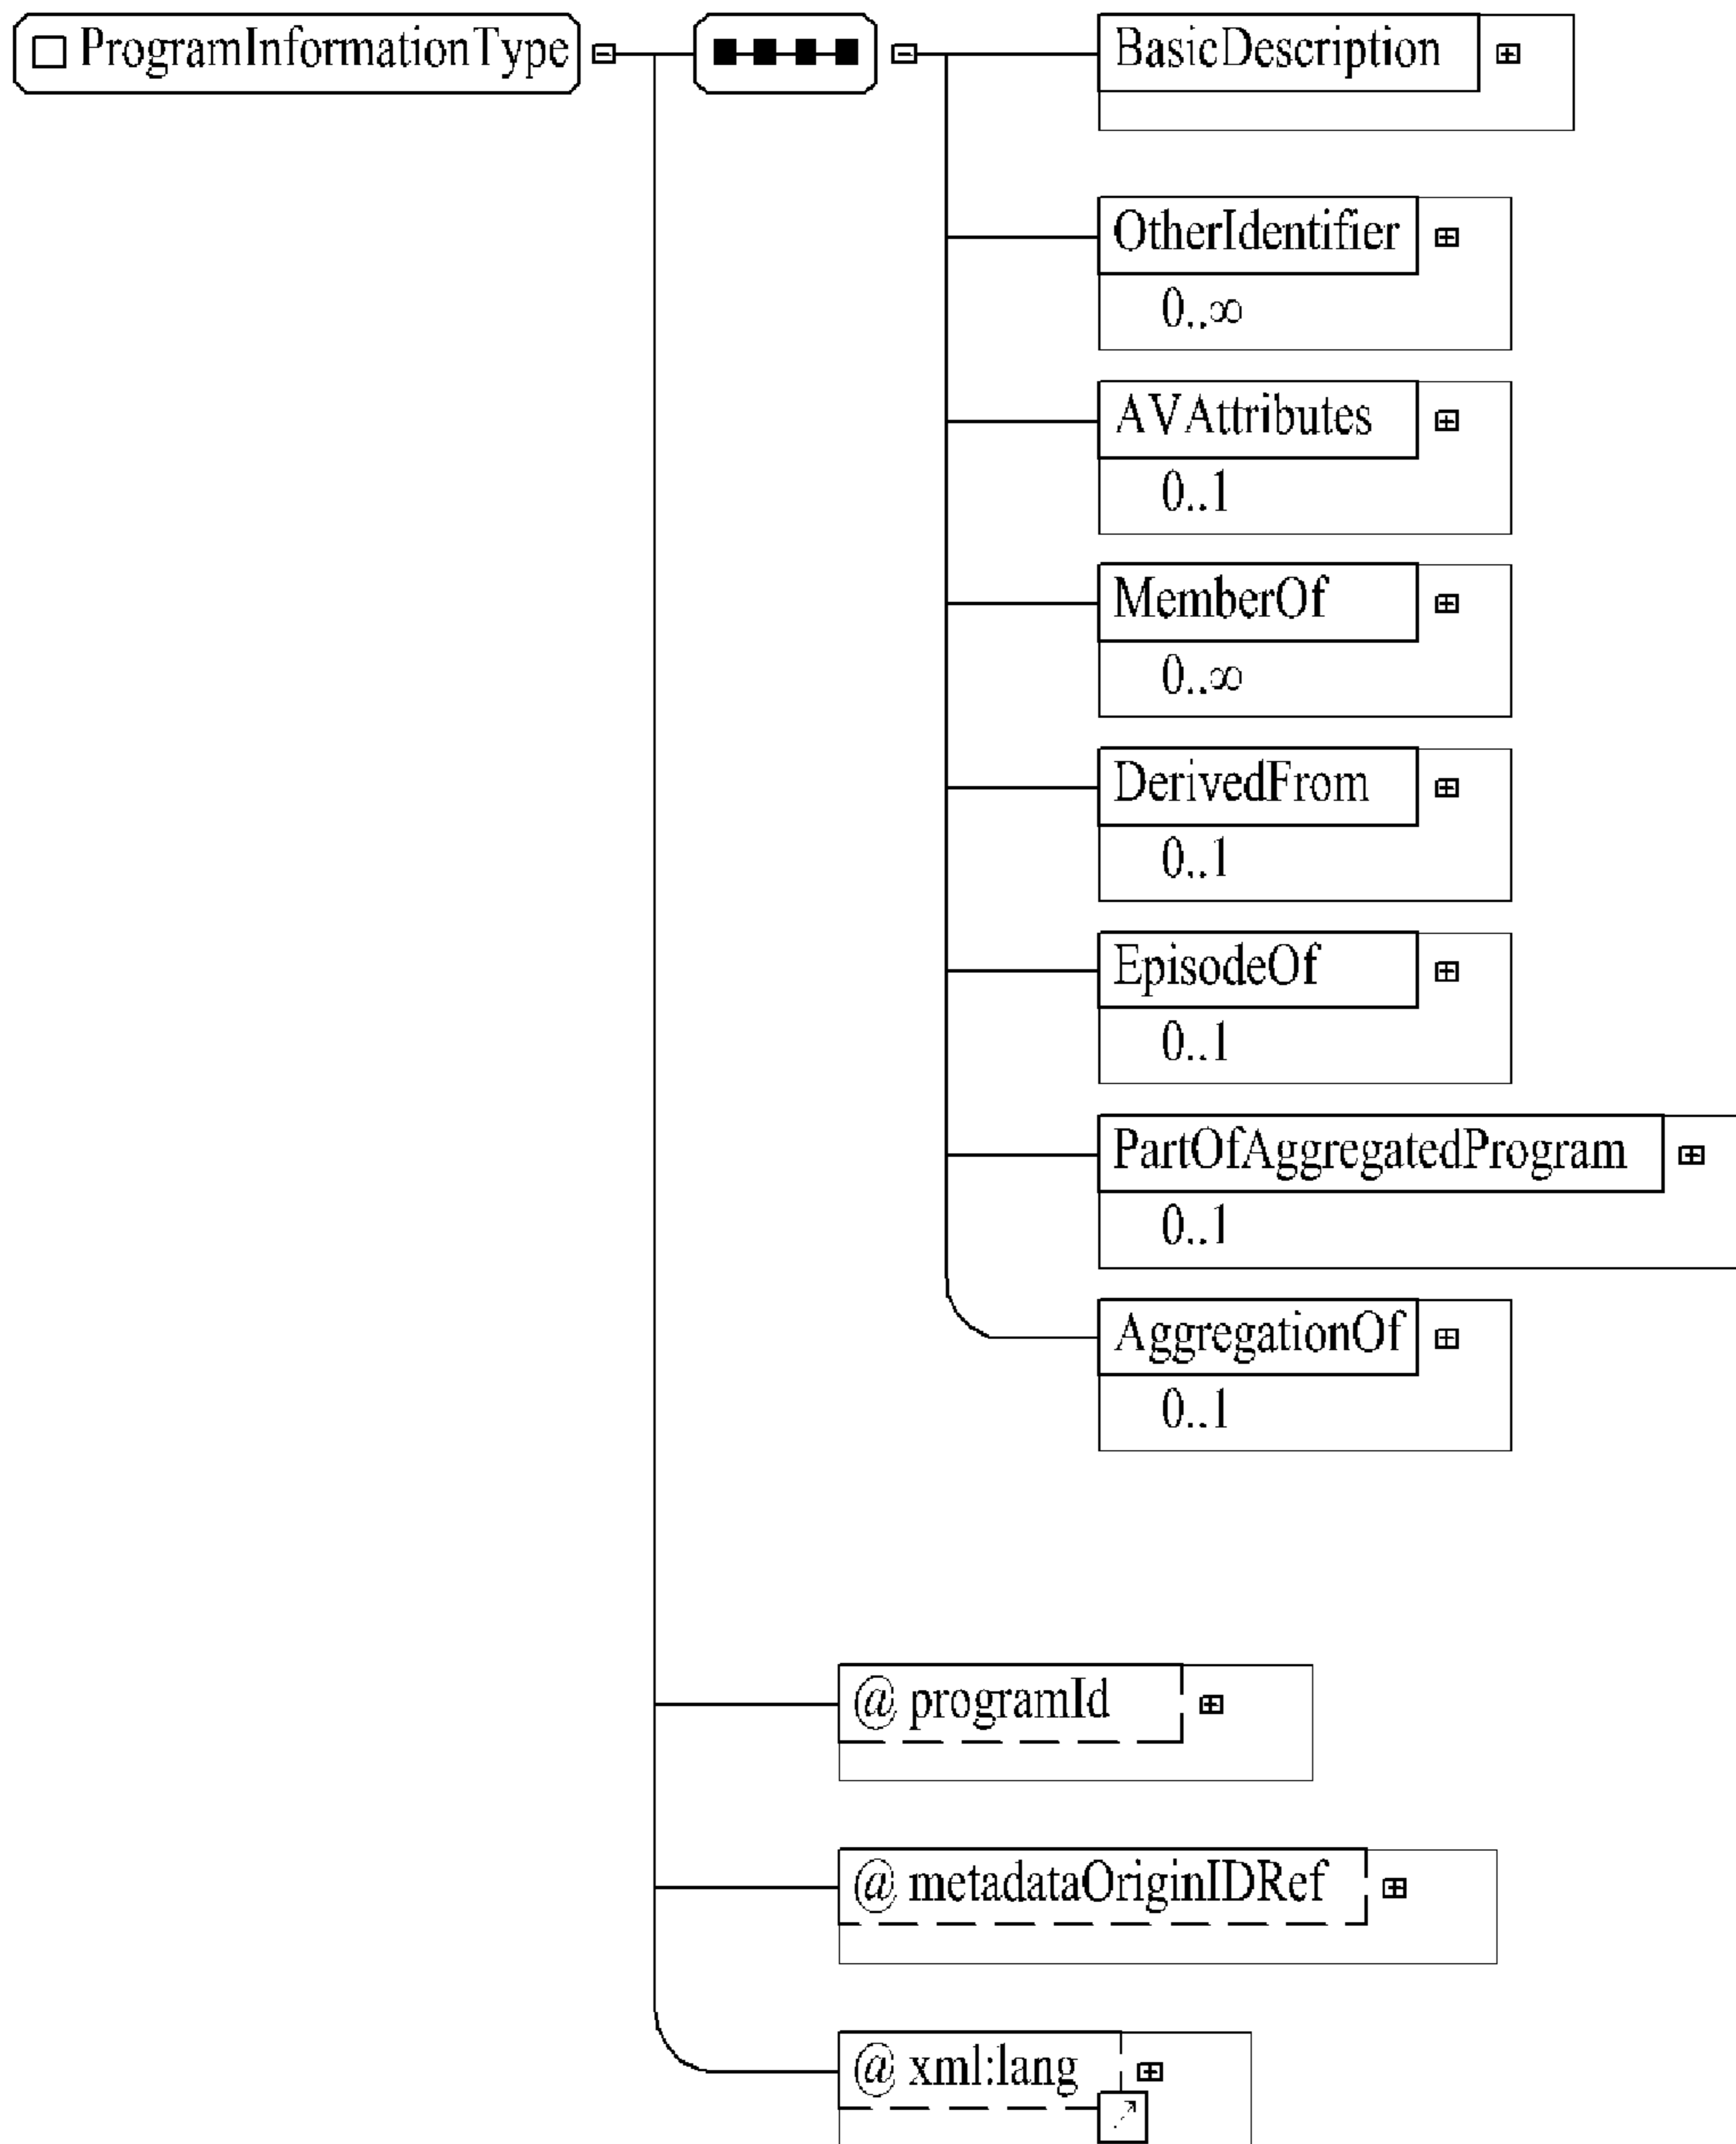 ProgramInformationType
BasicDescription
OtherIdentifier
0..∞
AVAttributes
0..1
MemberOf
0..∞
DerivedFrom
0..1
EpisodeOf
0..1
PartOfAggregatedProgram
0..1
AggregationOf
0..1
@ programId
@ metadataOriginIDRef
@ xml:lang